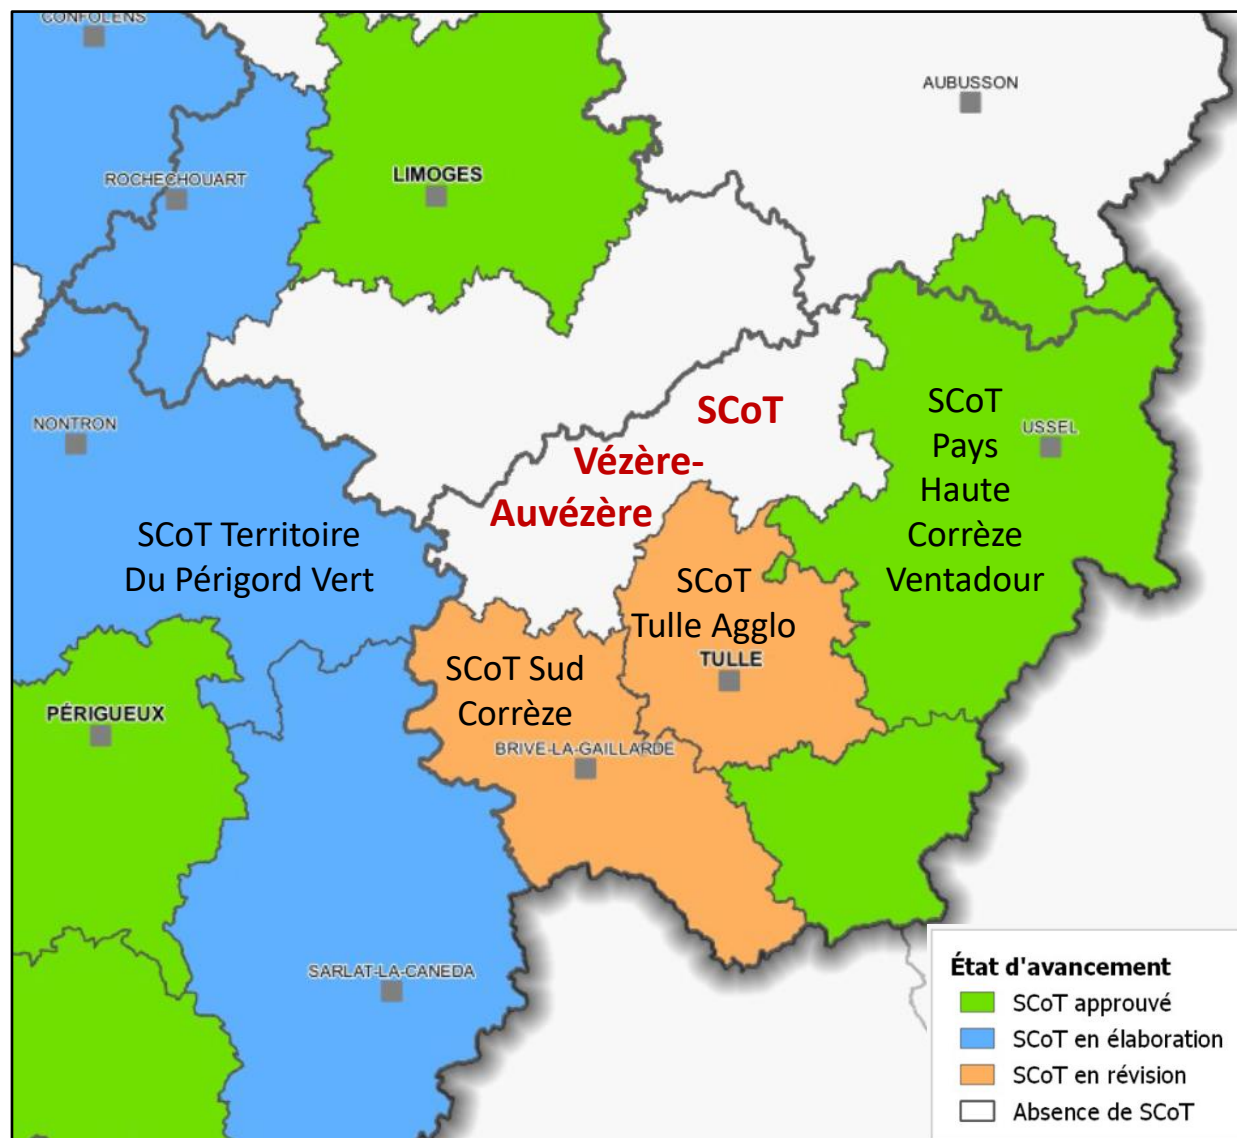 CONFOLENS
AUBUSSON
ROCHECHOUART
LIMOGES
NONTRON
SCoT
Vézère-
Auvézère
SCoT
Pays
Haute
Corrèze
Ventadour
USSEL
SCoT Territoire
Du Périgord Vert
SCoT
Tulle Agglo
TULLE
SCoT Sud
Corrèze
PÉRIGUEUX
BRIVE-LA-GAILLARDE
SARLAT-LA-CANEDA
État d'avancement
SCoT approuvé
SCoT en élaboration
SCoT en révision
Absence de SCoT